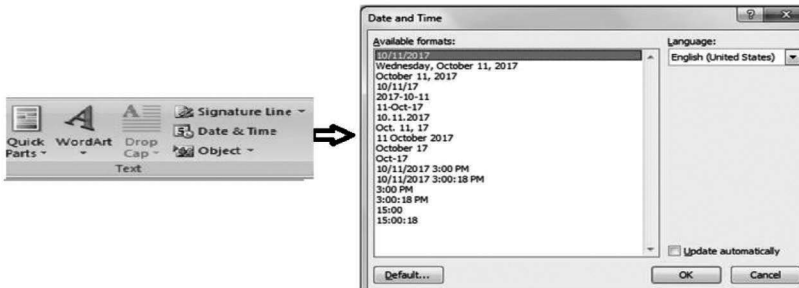 Signature Line
Date & Time
Object
Quick Parts
WordArt
Drop Cap
Text
Date and Time
Available formats:
10/11/2017
Wednesday, October 11, 2017
October 11, 2017
10/11/17
2017-10-11
11-Oct-17
10.11.2017
Oct. 11, 17
11 October 2017
October 17
Oct-17
10/11/2017 3:00 PM
10/11/2017 3:00:18 PM
3:00 PM
3:00:18 PM
15:00
15:00:18
Language:
English (United States)
Update automatically
Default...
OK
Cancel